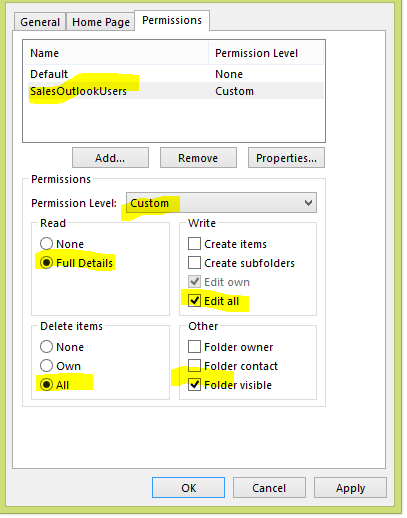 General Home Page Permissions
Name Permission Level
Default None
SalesOutlookUsers Custom
Add... Remove Properties...
Permissions
Permission Level: Custom
Read
None
Full Details
Write
Create items
Create subfolders
Edit own
Edit all
Delete items
None
Own
All
Other
Folder owner
Folder contact
Folder visible
OK Cancel Apply